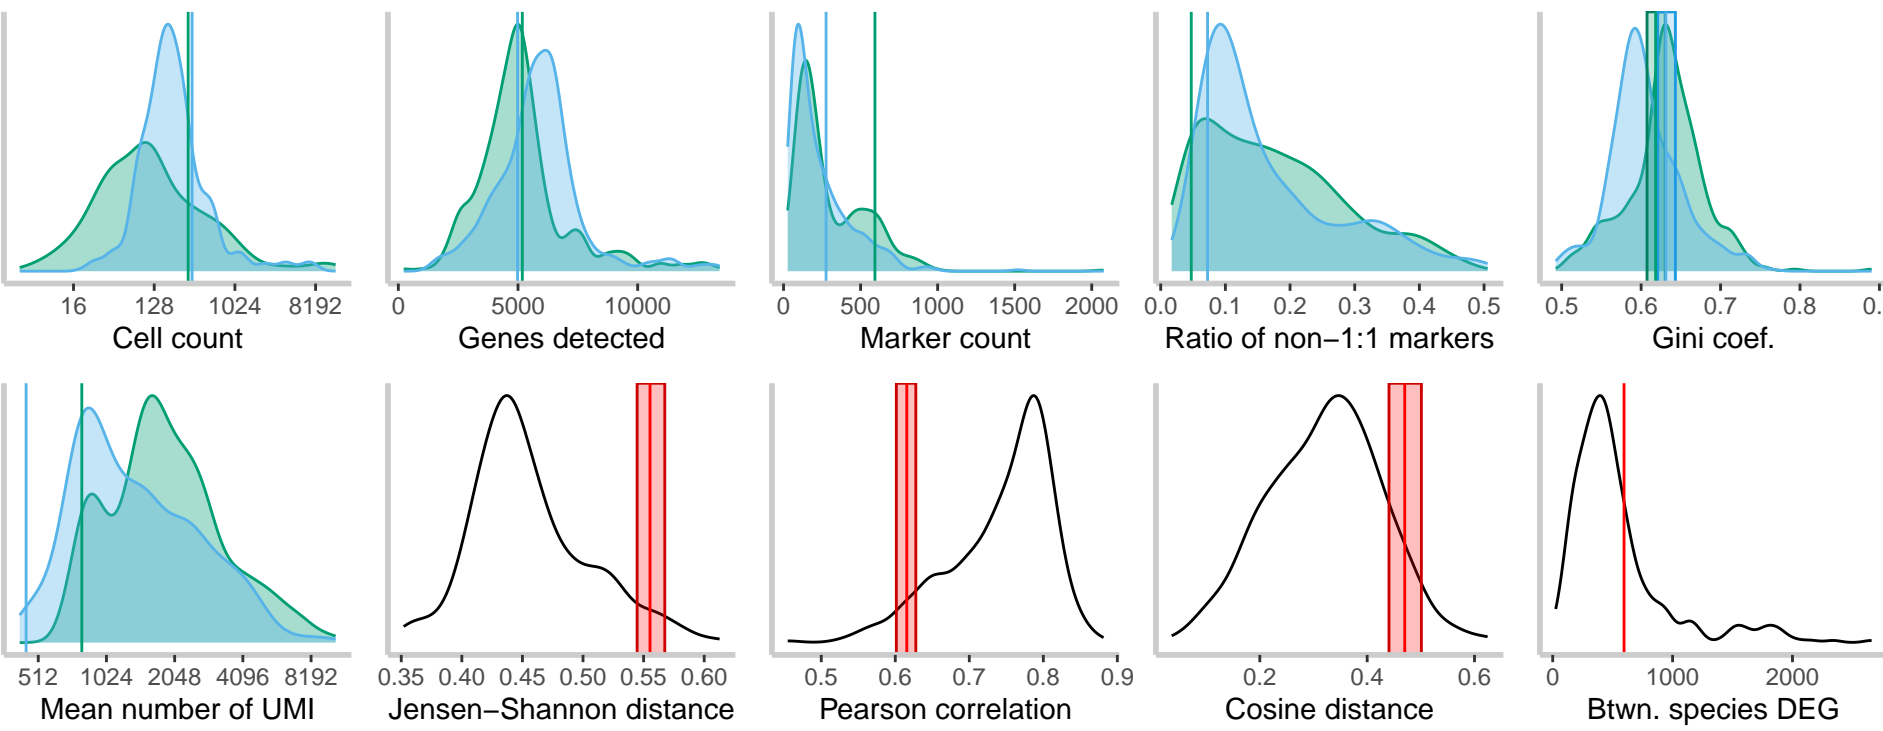 16 128 1024 8192
Cell count
0 5000 10000
Genes detected
0 500 1000 1500 2000
Marker count
0.0 0.1 0.2 0.3 0.4 0.5
Ratio of non−1:1 markers
0.5 0.6 0.7 0.8 0.
Gini coef.
512 1024 2048 4096 8192
Mean number of UMI
0.35 0.40 0.45 0.50 0.55 0.60
Jensen−Shannon distance
0.5 0.6 0.7 0.8 0.9
Pearson correlation
0.2 0.4 0.6
Cosine distance
0 1000 2000
Btwn. species DEG